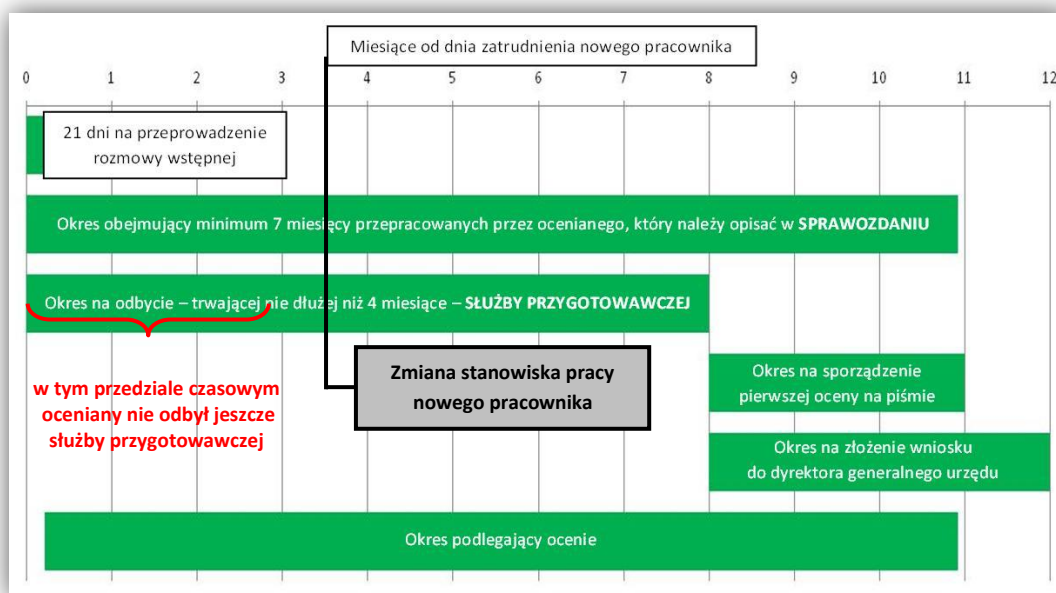 Miesiące od dnia zatrudnienia nowego pracownika
0 1 2 3 4 5 6 7 8 9 10 11 12
21 dni na przeprowadzenie
rozmowy wstępnej
Okres obejmujący minimum 7 miesięcy przepracowanych przez ocenianego, który należy opisać w SPRAWOZDANIU
Okres na odbycie – trwającej nie dłużej niż 4 miesiące – SŁUŻBY PRZYGOTOWAWCZEJ
w tym przedziale czasowym
oceniany nie odbył jeszcze
służby przygotowawczej
Zmiana stanowiska pracy
nowego pracownika
Okres na sporządzenie
pierwszej oceny na piśmie
Okres na złożenie wniosku
do dyrektora generalnego urzędu
Okres podlegający ocenie